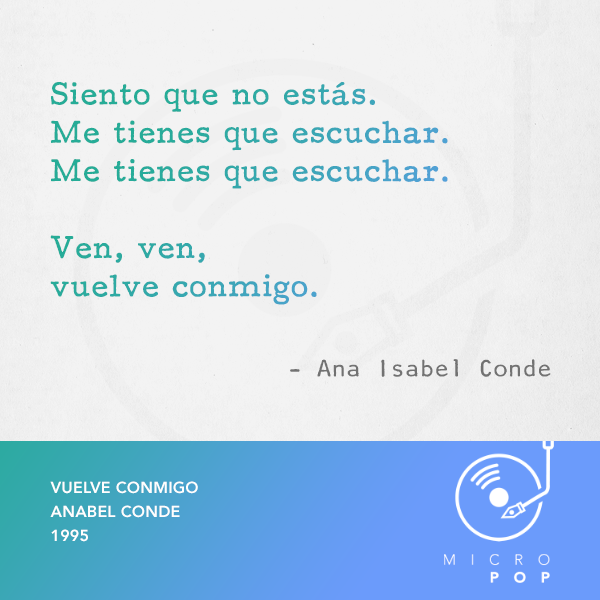 Siento que no estás.
Me tienes que escuchar.
Me tienes que escuchar.
Ven, ven,
vuelve conmigo.
– Ana Isabel Conde
VUELVE CONMIGO
ANABEL CONDE
1995
MICRO
POP